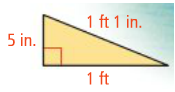 1 ft 1 in.
5 in.
1 ft